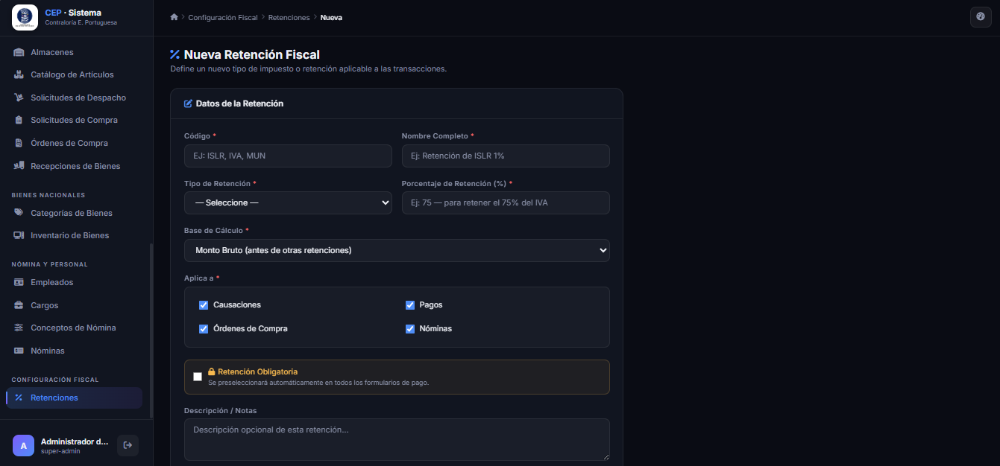 CEP · Sistema
Contraloría E. Portuguesa
Almacenes
Catálogo de Artículos
Solicitudes de Despacho
Solicitudes de Compra
Órdenes de Compra
Recepciones de Bienes
BIENES NACIONALES
Categorías de Bienes
Inventario de Bienes
NÓMINA Y PERSONAL
Empleados
Cargos
Conceptos de Nómina
Nóminas
CONFIGURACIÓN FISCAL
Retenciones
A
Administrador d...
super-admin
Configuración Fiscal > Retenciones > Nueva
Nueva Retención Fiscal
Define un nuevo tipo de impuesto o retención aplicable a las transacciones.
Datos de la Retención
Código * Nombre Completo *
EJ: ISLR, IVA, MUN Ej: Retención de ISLR 1%
Tipo de Retención * Porcentaje de Retención (%) *
— Seleccione — Ej: 75 — para retener el 75% del IVA
Base de Cálculo *
Monto Bruto (antes de otras retenciones)
Aplica a *
Causaciones Pagos
Órdenes de Compra Nóminas
Retención Obligatoria
Se preseleccionará automáticamente en todos los formularios de pago.
Descripción / Notas
Descripción opcional de esta retención...